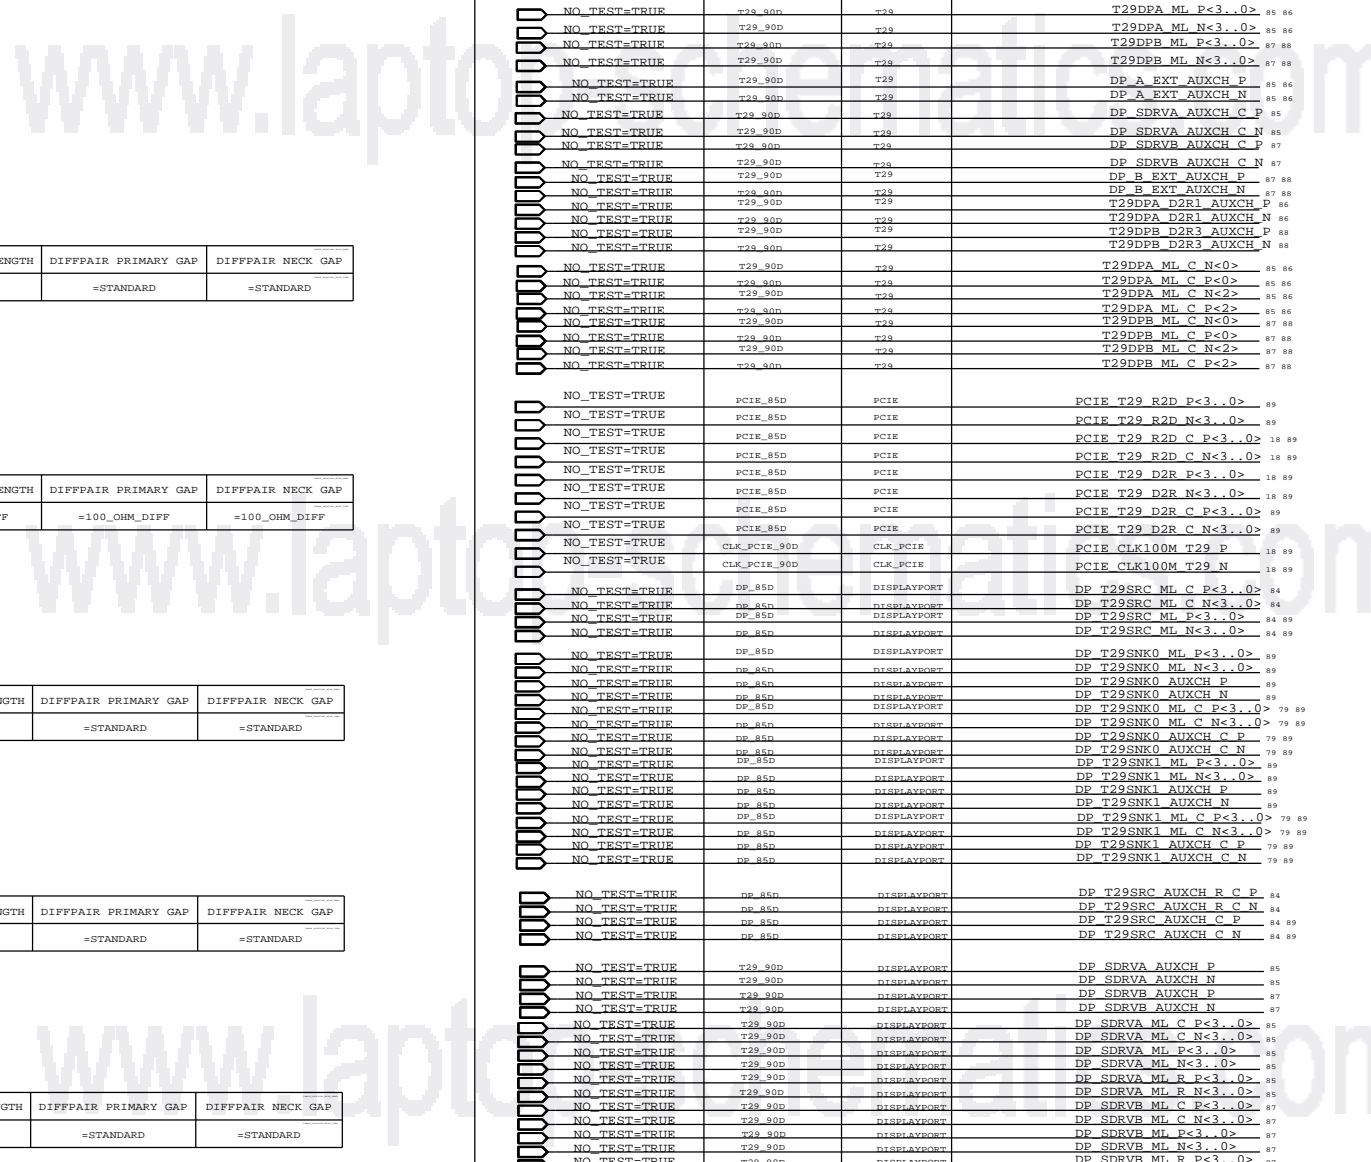 www.laptop-schematics.com
NO_TEST=TRUE T29_90D T29 T29DPA_ML_P<3..0> 85 86
NO_TEST=TRUE T29_90D T29 T29DPA_ML_N<3..0> 85 86
NO_TEST=TRUE T29_90D T29 T29DPB_ML_P<3..0> 87 88
NO_TEST=TRUE T29_90D T29 T29DPB_ML_N<3..0> 87 88
NO_TEST=TRUE T29_90D T29 DP_A_EXT_AUXCH_P 85 86
NO_TEST=TRUE T29_90D T29 DP_A_EXT_AUXCH_N 85 86
NO_TEST=TRUE T29_90D T29 DP_SDRVA_AUXCH_C_P 85
NO_TEST=TRUE T29_90D T29 DP_SDRVA_AUXCH_C_N 85
NO_TEST=TRUE T29_90D T29 DP_SDRVB_AUXCH_C_P 87
NO_TEST=TRUE T29_90D T29 DP_SDRVB_AUXCH_C_N 87
NO_TEST=TRUE T29_90D T29 DP_B_EXT_AUXCH_P 87 88
NO_TEST=TRUE T29_90D T29 DP_B_EXT_AUXCH_N 87 88
NO_TEST=TRUE T29_90D T29 T29DPA_D2R1_AUXCH_P 86
NO_TEST=TRUE T29_90D T29 T29DPA_D2R1_AUXCH_N 86
NO_TEST=TRUE T29_90D T29 T29DPB_D2R3_AUXCH_P 88
NO_TEST=TRUE T29_90D T29 T29DPB_D2R3_AUXCH_N 88
ENGTH DIFFPAIR PRIMARY GAP DIFFPAIR NECK GAP
=STANDARD =STANDARD
NO_TEST=TRUE T29_90D T29 T29DPA_ML_C_N<0> 85 86
NO_TEST=TRUE T29_90D T29 T29DPA_ML_C_P<0> 85 86
NO_TEST=TRUE T29_90D T29 T29DPA_ML_C_N<2> 85 86
NO_TEST=TRUE T29_90D T29 T29DPA_ML_C_P<2> 85 86
NO_TEST=TRUE T29_90D T29 T29DPB_ML_C_N<0> 87 88
NO_TEST=TRUE T29_90D T29 T29DPB_ML_C_P<0> 87 88
NO_TEST=TRUE T29_90D T29 T29DPB_ML_C_N<2> 87 88
NO_TEST=TRUE T29_90D T29 T29DPB_ML_C_P<2> 87 88
NO_TEST=TRUE PCIE_85D PCIE PCIE_T29_R2D_P<3..0> 89
NO_TEST=TRUE PCIE_85D PCIE PCIE_T29_R2D_N<3..0> 89
NO_TEST=TRUE PCIE_85D PCIE PCIE_T29_R2D_C_P<3..0> 18 89
NO_TEST=TRUE PCIE_85D PCIE PCIE_T29_R2D_C_N<3..0> 18 89
NO_TEST=TRUE PCIE_85D PCIE PCIE_T29_D2R_P<3..0> 18 89
NO_TEST=TRUE PCIE_85D PCIE PCIE_T29_D2R_N<3..0> 18 89
NO_TEST=TRUE PCIE_85D PCIE PCIE_T29_D2R_C_P<3..0> 89
NO_TEST=TRUE PCIE_85D PCIE PCIE_T29_D2R_C_N<3..0> 89
NO_TEST=TRUE CLK_PCIE_90D CLK_PCIE PCIE_CLK100M_T29_P 18 89
NO_TEST=TRUE CLK_PCIE_90D CLK_PCIE PCIE_CLK100M_T29_N 18 89
ENGTH DIFFPAIR PRIMARY GAP DIFFPAIR NECK GAP
FF =100_OHM_DIFF =100_OHM_DIFF
www.laptop-schematics.com
NO_TEST=TRUE DP_85D DISPLAYPORT DP_T29SRC_ML_C_P<3..0> 84
NO_TEST=TRUE DP_85D DISPLAYPORT DP_T29SRC_ML_C_N<3..0> 84
NO_TEST=TRUE DP_85D DISPLAYPORT DP_T29SRC_ML_P<3..0> 84 89
NO_TEST=TRUE DP_85D DISPLAYPORT DP_T29SRC_ML_N<3..0> 84 89
NO_TEST=TRUE DP_85D DISPLAYPORT DP_T29SNK0_ML_P<3..0> 89
NO_TEST=TRUE DP_85D DISPLAYPORT DP_T29SNK0_ML_N<3..0> 89
NO_TEST=TRUE DP_85D DISPLAYPORT DP_T29SNK0_AUXCH_P 89
NO_TEST=TRUE DP_85D DISPLAYPORT DP_T29SNK0_AUXCH_N 89
NO_TEST=TRUE DP_85D DISPLAYPORT DP_T29SNK0_ML_C_P<3..0> 79 89
NO_TEST=TRUE DP_85D DISPLAYPORT DP_T29SNK0_ML_C_N<3..0> 79 89
NO_TEST=TRUE DP_85D DISPLAYPORT DP_T29SNK0_AUXCH_C_P 79 89
NO_TEST=TRUE DP_85D DISPLAYPORT DP_T29SNK0_AUXCH_C_N 79 89
NO_TEST=TRUE DP_85D DISPLAYPORT DP_T29SNK1_ML_P<3..0> 89
NO_TEST=TRUE DP_85D DISPLAYPORT DP_T29SNK1_ML_N<3..0> 89
NO_TEST=TRUE DP_85D DISPLAYPORT DP_T29SNK1_AUXCH_P 89
NO_TEST=TRUE DP_85D DISPLAYPORT DP_T29SNK1_AUXCH_N 89
NO_TEST=TRUE DP_85D DISPLAYPORT DP_T29SNK1_ML_C_P<3..0> 79 89
NO_TEST=TRUE DP_85D DISPLAYPORT DP_T29SNK1_ML_C_N<3..0> 79 89
NO_TEST=TRUE DP_85D DISPLAYPORT DP_T29SNK1_AUXCH_C_P 79 89
NO_TEST=TRUE DP_85D DISPLAYPORT DP_T29SNK1_AUXCH_C_N 79 89
NGTH DIFFPAIR PRIMARY GAP DIFFPAIR NECK GAP
=STANDARD =STANDARD
NO_TEST=TRUE DP_85D DISPLAYPORT DP_T29SRC_AUXCH_R_C_P 84
NO_TEST=TRUE DP_85D DISPLAYPORT DP_T29SRC_AUXCH_R_C_N 84
NO_TEST=TRUE DP_85D DISPLAYPORT DP_T29SRC_AUXCH_C_P 84 89
NO_TEST=TRUE DP_85D DISPLAYPORT DP_T29SRC_AUXCH_C_N 84 89
NGTH DIFFPAIR PRIMARY GAP DIFFPAIR NECK GAP
=STANDARD =STANDARD
NO_TEST=TRUE T29_90D DISPLAYPORT DP_SDRVA_AUXCH_P 85
NO_TEST=TRUE T29_90D DISPLAYPORT DP_SDRVA_AUXCH_N 85
NO_TEST=TRUE T29_90D DISPLAYPORT DP_SDRVB_AUXCH_P 87
NO_TEST=TRUE T29_90D DISPLAYPORT DP_SDRVB_AUXCH_N 87
NO_TEST=TRUE T29_90D DISPLAYPORT DP_SDRVA_ML_C_P<3..0> 85
NO_TEST=TRUE T29_90D DISPLAYPORT DP_SDRVA_ML_C_N<3..0> 85
NO_TEST=TRUE T29_90D DISPLAYPORT DP_SDRVA_ML_P<3..0> 85
NO_TEST=TRUE T29_90D DISPLAYPORT DP_SDRVA_ML_N<3..0> 85
NO_TEST=TRUE T29_90D DISPLAYPORT DP_SDRVA_ML_R_P<3..0> 85
NO_TEST=TRUE T29_90D DISPLAYPORT DP_SDRVA_ML_R_N<3..0> 85
NO_TEST=TRUE T29_90D DISPLAYPORT DP_SDRVB_ML_C_P<3..0> 87
NO_TEST=TRUE T29_90D DISPLAYPORT DP_SDRVB_ML_C_N<3..0> 87
NO_TEST=TRUE T29_90D DISPLAYPORT DP_SDRVB_ML_P<3..0> 87
NO_TEST=TRUE T29_90D DISPLAYPORT DP_SDRVB_ML_N<3..0> 87
NO_TEST=TRUE T29_90D DISPLAYPORT DP_SDRVB_ML_R_P<3..0> 87
www.laptop-schematics.com
GTH DIFFPAIR PRIMARY GAP DIFFPAIR NECK GAP
=STANDARD =STANDARD